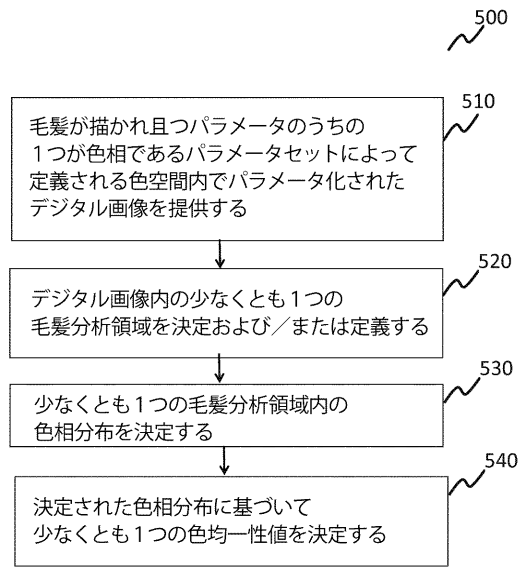 500
510
毛髪が描かれ且つパラメータのうちの
１つが色相であるパラメータセットによって
定義される色空間内でパラメータ化された
デジタル画像を提供する
520
デジタル画像内の少なくとも１つの
毛髪分析領域を決定および／または定義する
530
少なくとも１つの毛髪分析領域内の
色相分布を決定する
540
決定された色相分布に基づいて
少なくとも１つの色均一性値を決定する